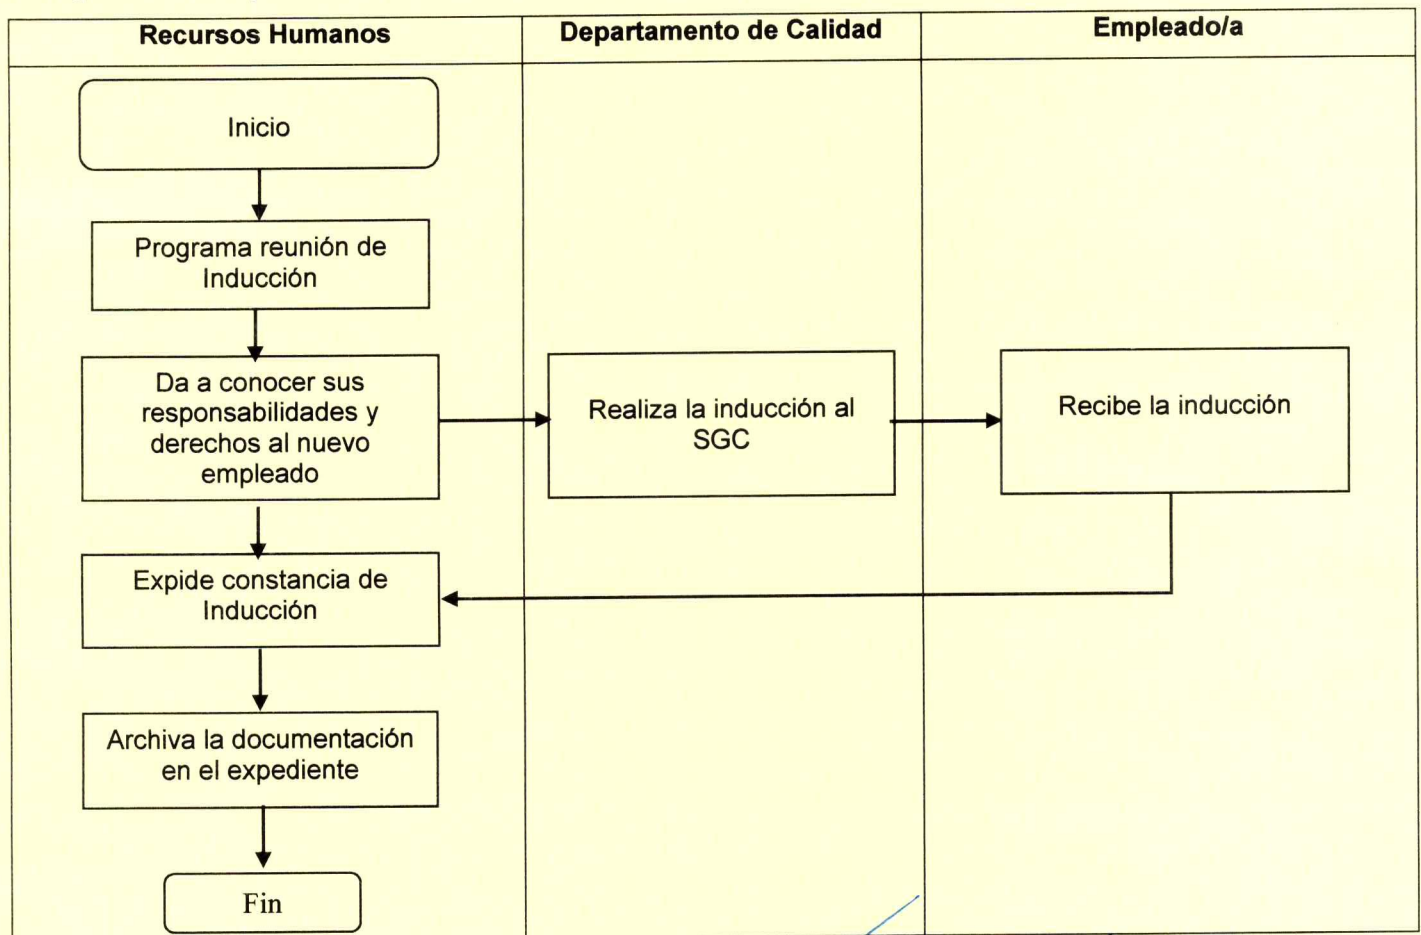 Recursos Humanos
Departamento de Calidad
Empleado/a
Inicio
Programa reunión de
Inducción
Da a conocer sus
responsabilidades y
derechos al nuevo
empleado
Realiza la inducción al
SGC
Recibe la inducción
Expide constancia de
Inducción
Archiva la documentación
en el expediente
Fin